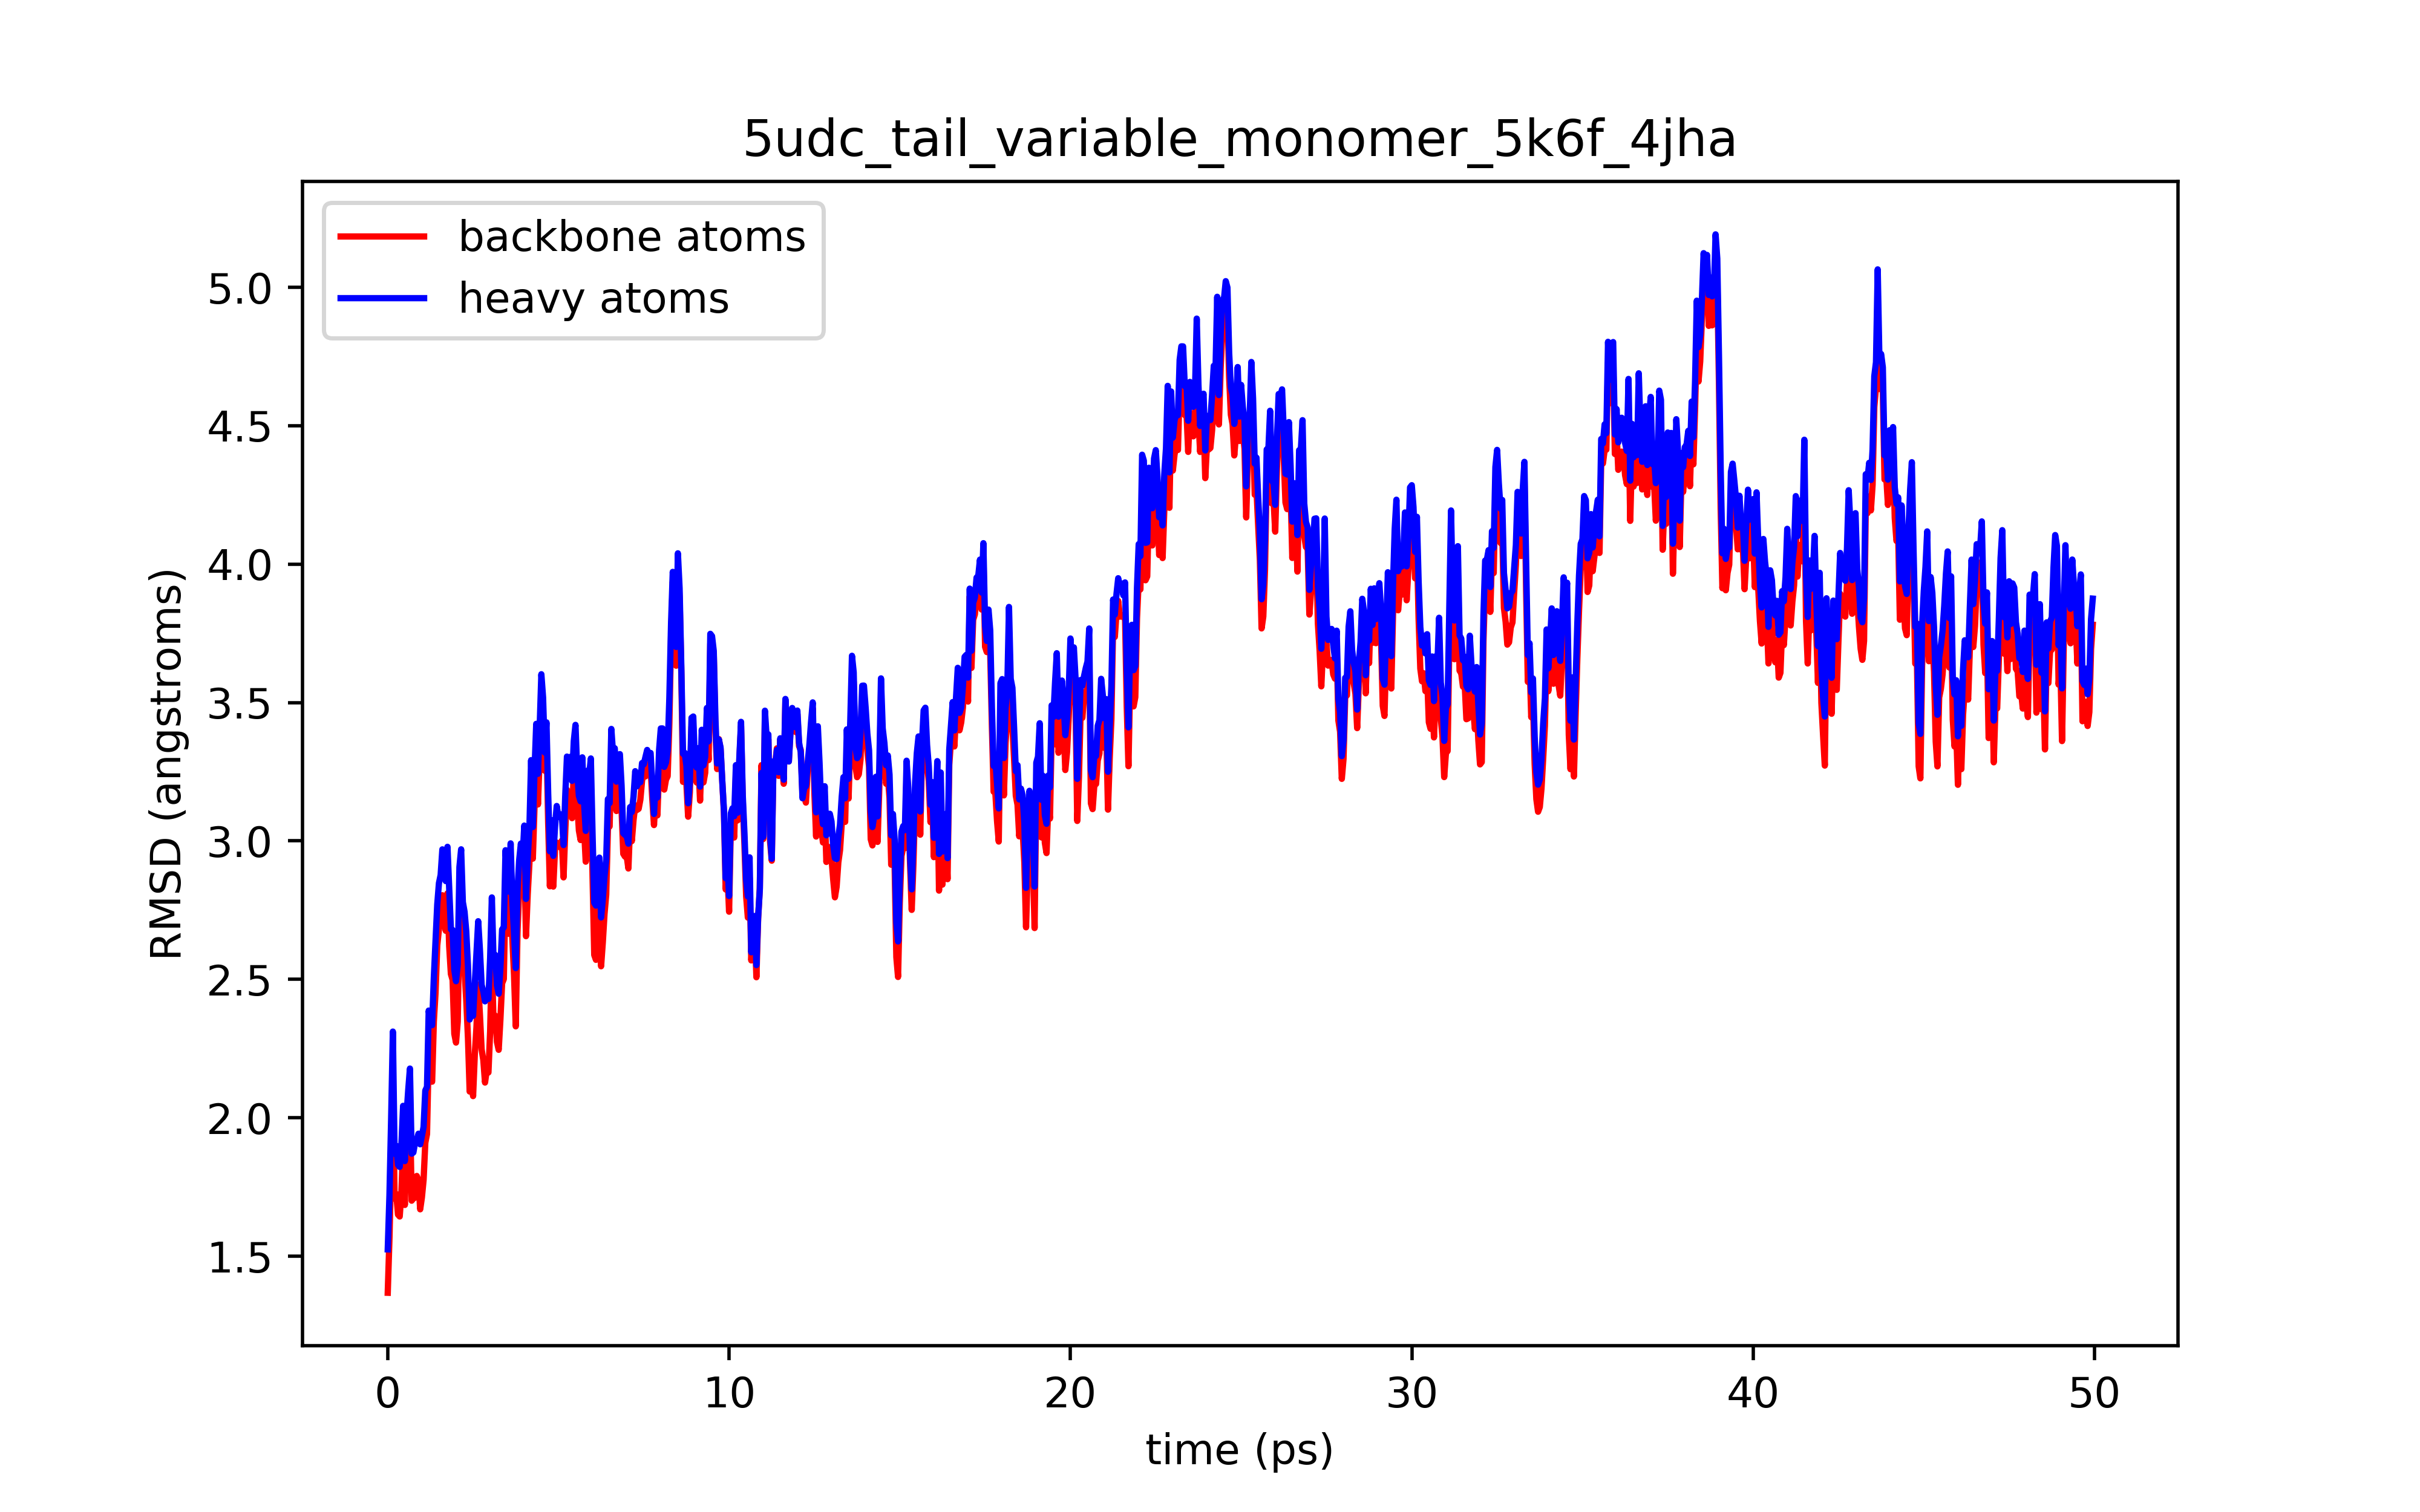 5udc_tail_variable_monomer_5k6f_4jha
backbone atoms
heavy atoms
RMSD (angstroms)
5.0
4.5
4.0
3.5
3.0
2.5
2.0
1.5
0 10 20 30 40 50
time (ps)